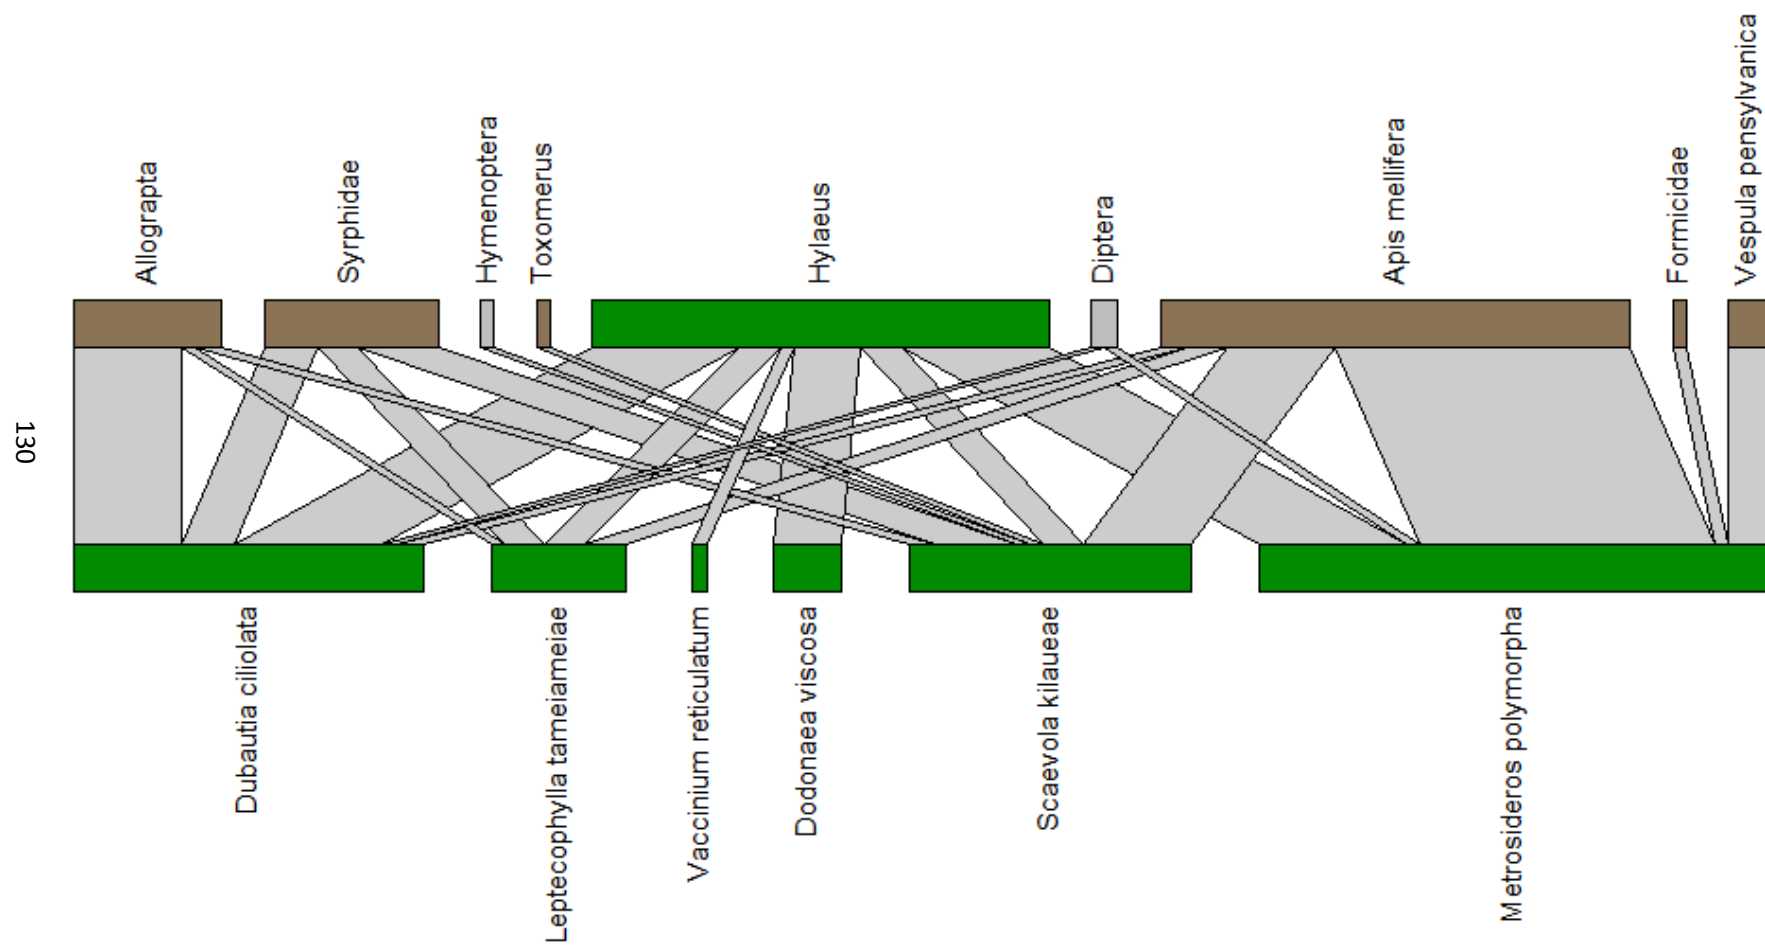 Allograpta
Syrphidae
Hymenoptera
Toxomerus
Hylaeus
Diptera
Apis mellifera
Formicidae
Vespula pensylvanica
130
Dubautia ciliolata
Leptecophylla tameiameiae
Vaccinium reticulatum
Dodonaea viscosa
Scaevola kilaueae
Metrosideros polymorpha